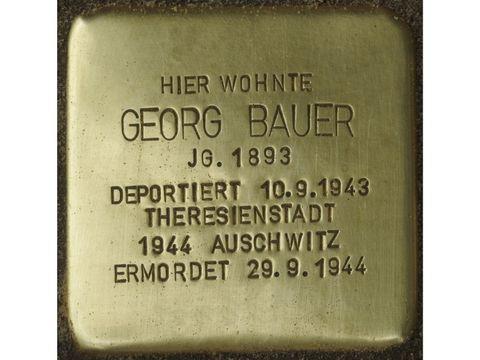 HIER WOHNTE
GEORG BAUER
JG. 1893
DEPORTIERT 10.9.1943
THERESIENSTADT
1944 AUSCHWITZ
ERMORDET 29.9.1944